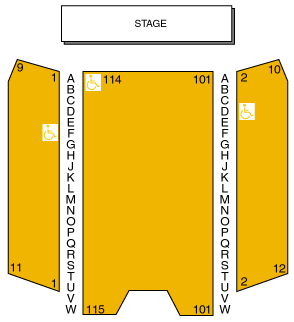 STAGE
9 1 A 114 101 A 2 10
B B
C C
D D
E E
F F
G G
H H
J J
K K
L L
M M
N N
O O
P P
Q Q
R R
S S
11 T T 12
1 U U 2
V V
W 115 101 W